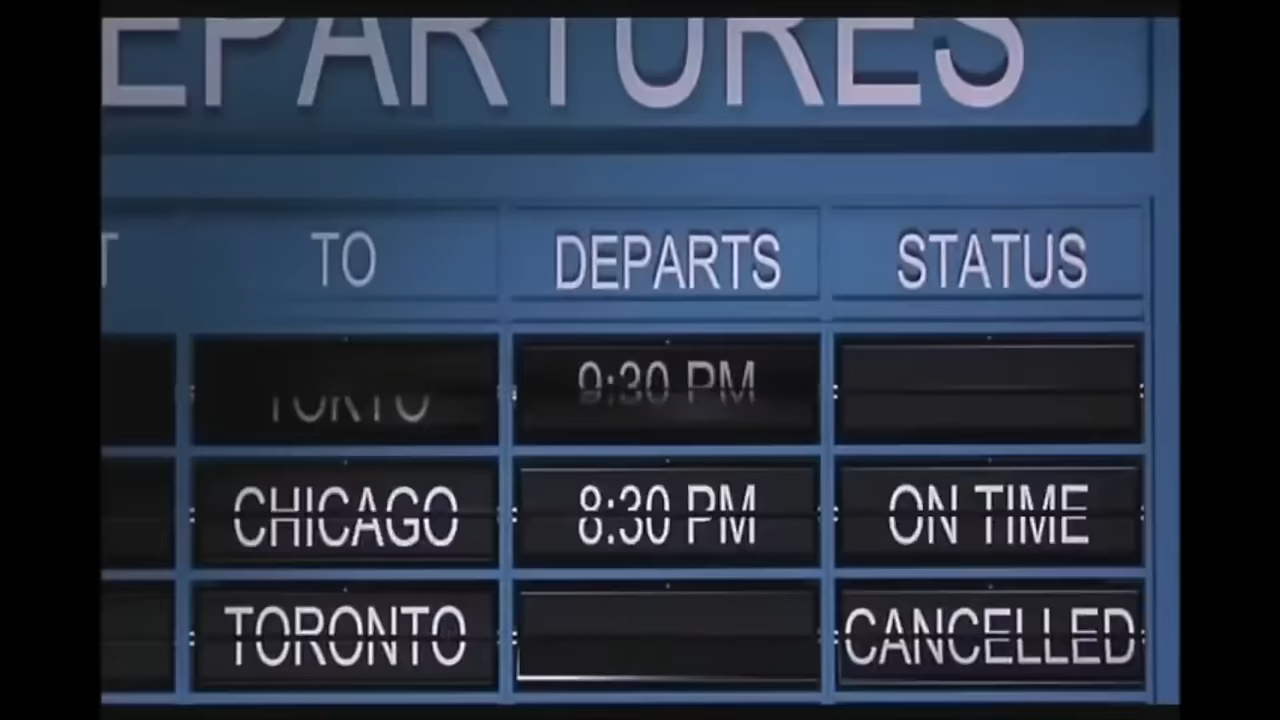 EPARTURES
T TO DEPARTS STATUS
9:30 PM
CHICAGO 8:30 PM ON TIME
TORONTO CANCELLED